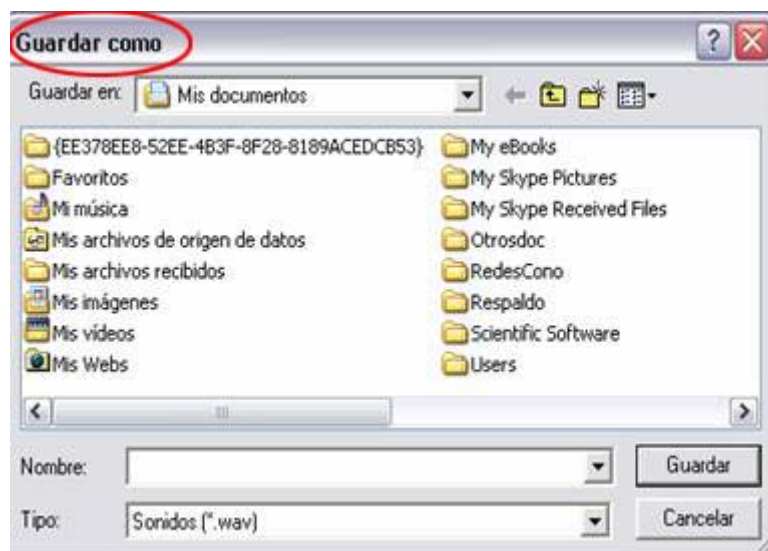 Guardar como
Guardar en: Mis documentos
{EE378EE8-52EE-4B3F-8F28-8189ACEDCB53}
Favoritos
Mi música
Mis archivos de origen de datos
Mis archivos recibidos
Mis imágenes
Mis vídeos
Mis Webs
My eBooks
My Skype Pictures
My Skype Received Files
Otrosdoc
RedesCono
Respaldo
Scientific Software
Users
Nombre:
Guardar
Tipo: Sonidos (*.wav)
Cancelar